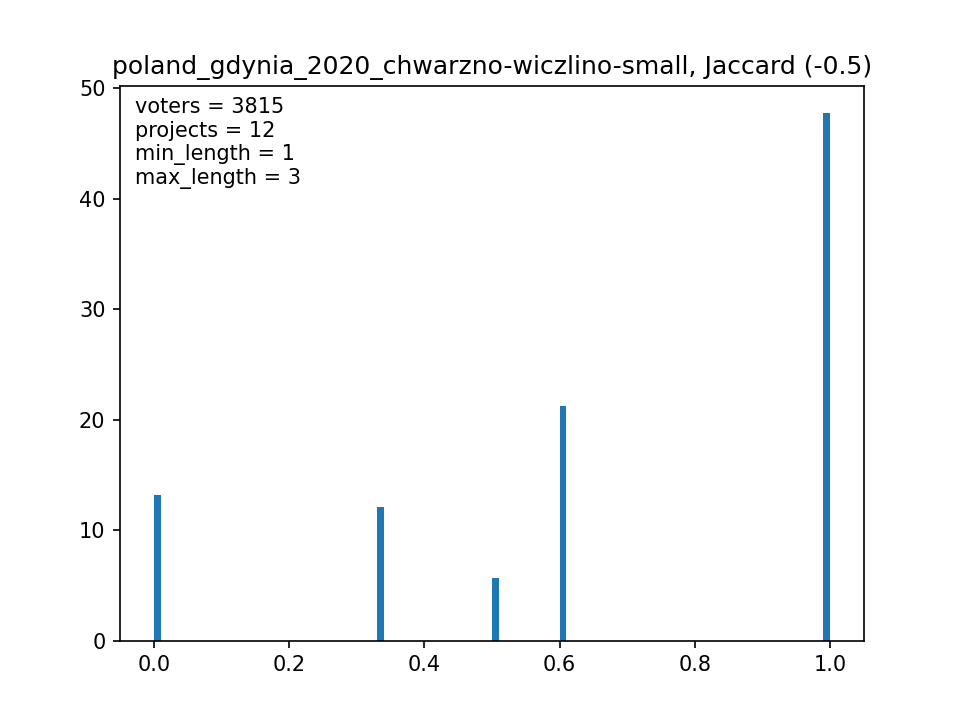 poland_gdynia_2020_chwarzno-wiczlino-small, Jaccard (-0.5)
voters = 3815
projects = 12
min_length = 1
max_length = 3
50
40
30
20
10
0
0.0 0.2 0.4 0.6 0.8 1.0